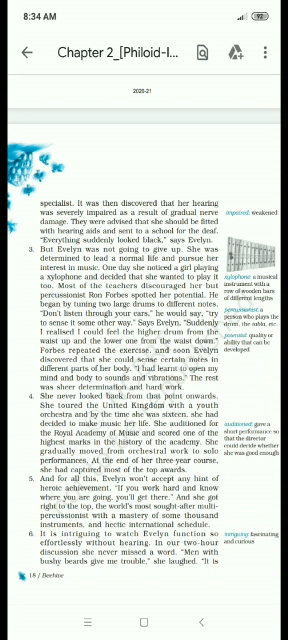 8:34 AM
92
Chapter 2_[Philoid-I...
2020-21
specialist. It was then discovered that her hearing
was severely impaired as a result of gradual nerve
damage. They were advised that she should be fitted
with hearing aids and sent to a school for the deaf.
“Everything suddenly looked black,” says Evelyn.
impaired: weakened
3. But Evelyn was not going to give up. She was
determined to lead a normal life and pursue her
interest in music. One day she noticed a girl playing
a xylophone and decided that she wanted to play it
too. Most of the teachers discouraged her but
percussionist Ron Forbes spotted her potential. He
began by tuning two large drums to different notes.
“Don’t listen through your ears,” he would say, “try
to sense it some other way.” Says Evelyn, “Suddenly
I realised I could feel the higher drum from the
waist up and the lower one from the waist down.”
Forbes repeated the exercise, and soon Evelyn
discovered that she could sense certain notes in
different parts of her body. “I had learnt to open my
mind and body to sounds and vibrations.” The rest
was sheer determination and hard work.
xylophone: a musical
instrument with a
row of wooden bars
of different lengths
percussionist: a
person who plays the
drum, the tabla, etc.
potential: quality or
ability that can be
developed
4. She never looked back from that point onwards.
She toured the United Kingdom with a youth
orchestra and by the time she was sixteen, she had
decided to make music her life. She auditioned for
the Royal Academy of Music and scored one of the
highest marks in the history of the academy. She
gradually moved from orchestral work to solo
performances. At the end of her three-year course,
she had captured most of the top awards.
auditioned: gave a
short performance so
that the director
could decide whether
she was good enough
5. And for all this, Evelyn won’t accept any hint of
heroic achievement. “If you work hard and know
where you are going, you’ll get there.” And she got
right to the top, the world’s most sought-after multi-
percussionist with a mastery of some thousand
instruments, and hectic international schedule.
6. It is intriguing to watch Evelyn function so
effortlessly without hearing. In our two-hour
discussion she never missed a word. “Men with
bushy beards give me trouble,” she laughed. “It is
intriguing: fascinating
and curious
18 / Beehive